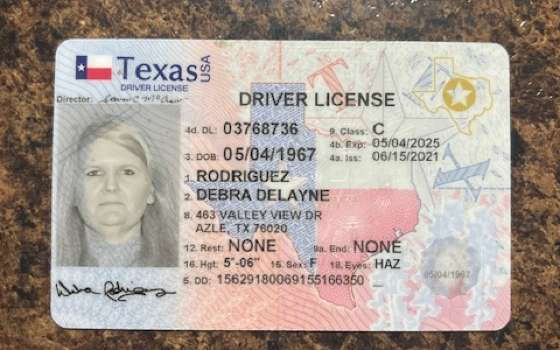 Texas USA
DRIVER LICENSE
Director:
DRIVER LICENSE
4d. DL: 03768736 9. Class: C
4b. Exp: 05/04/2025
3. DOB: 05/04/1967 4a. Iss: 06/15/2021
1. RODRIGUEZ
2. DEBRA DELAYNE
8. 463 VALLEY VIEW DR
AZLE, TX 76020
12. Rest: NONE 9a. End: NONE
16. Hgt: 5'-06" 15. Sex: F 18. Eyes: HAZ
5. DD: 15629180069155166350
05/04/1967